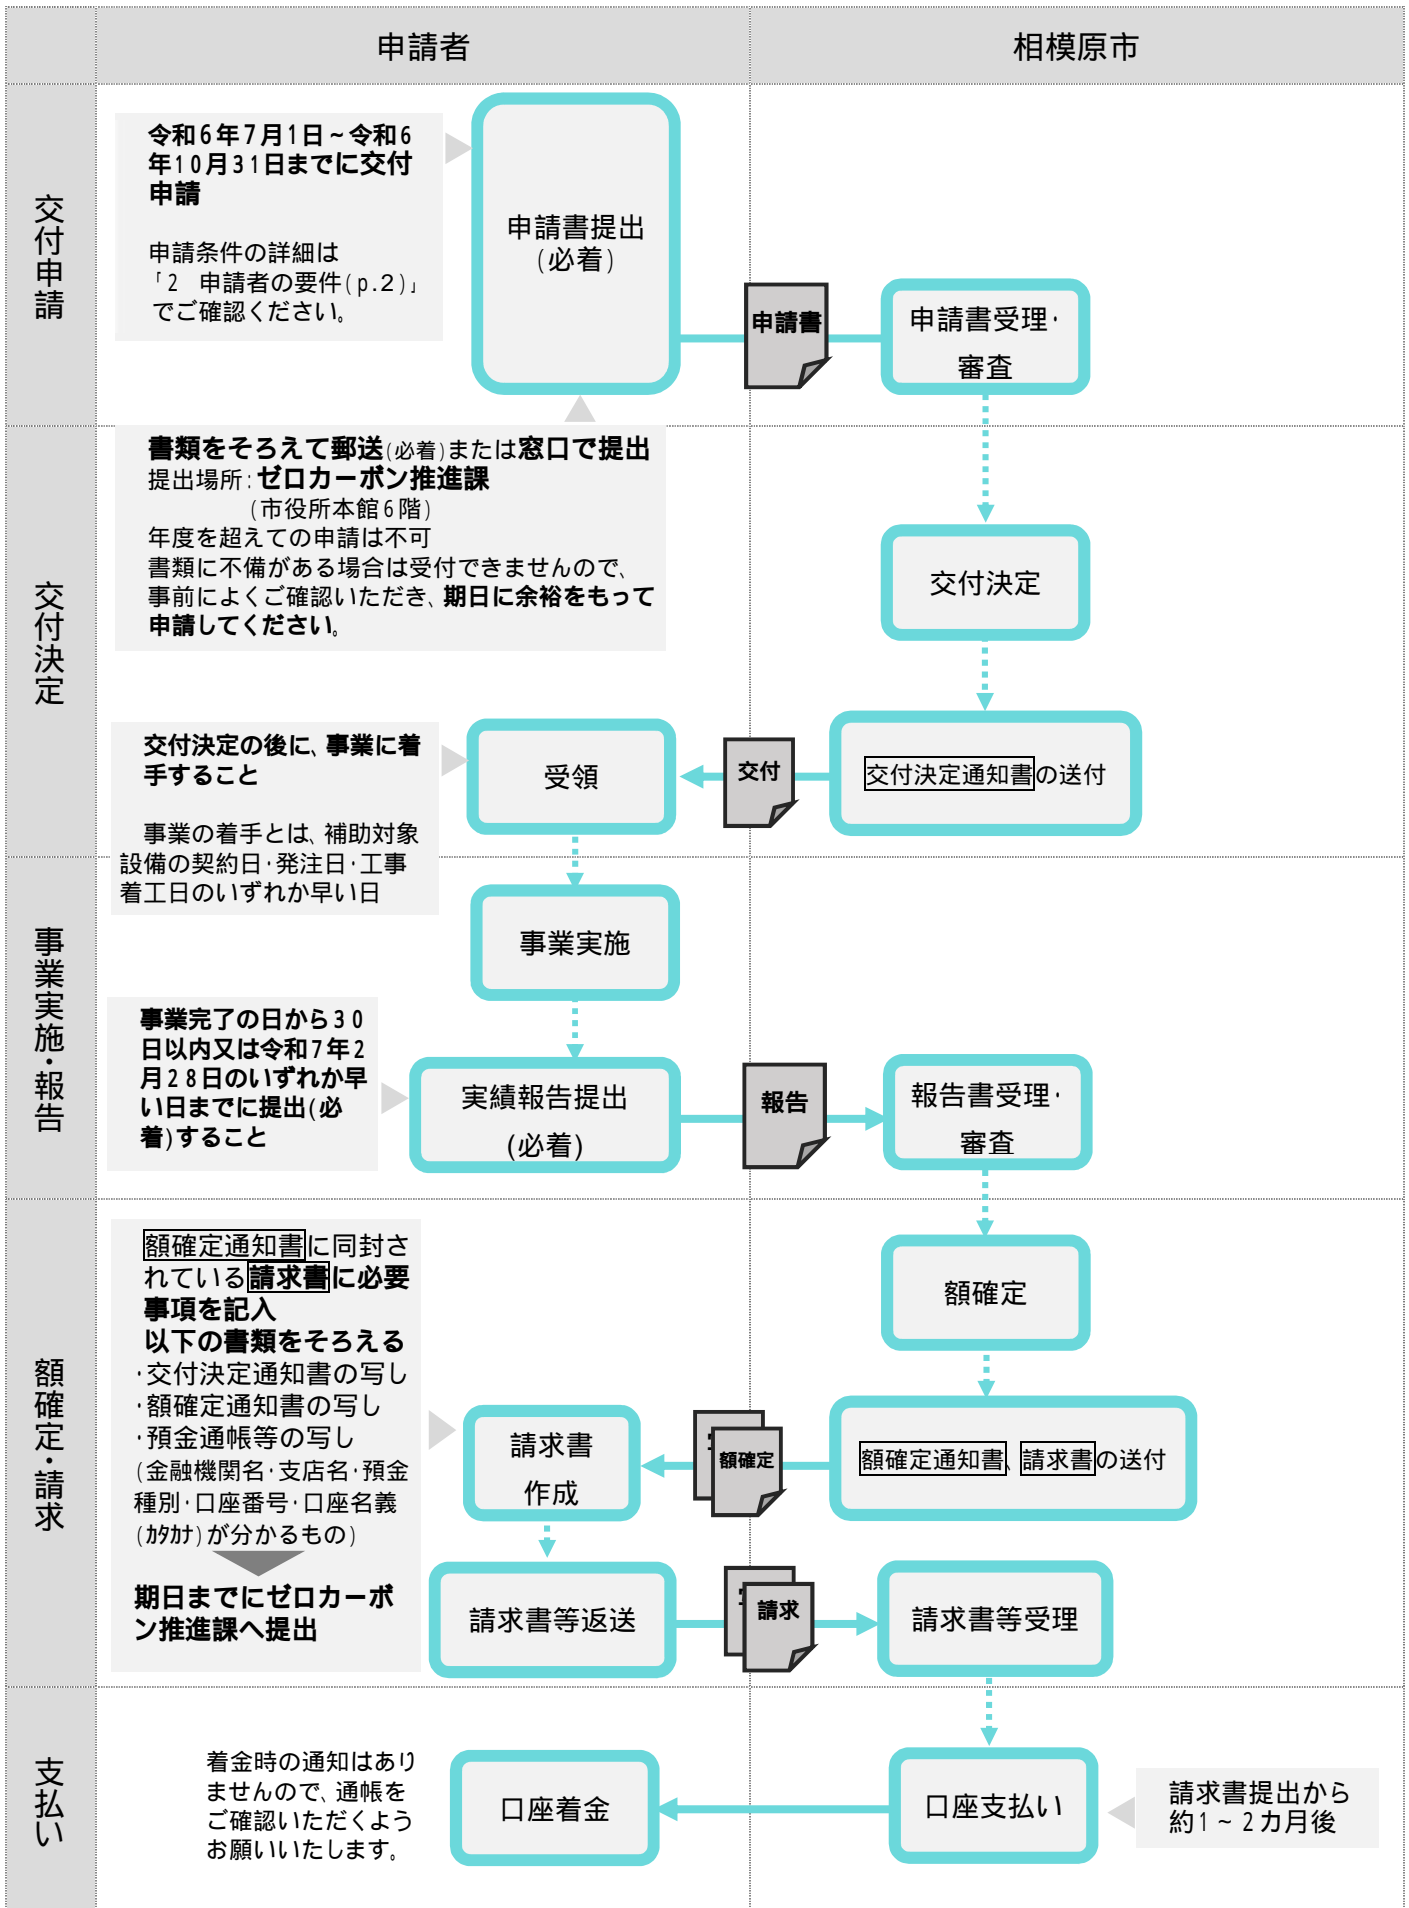 申請者
相模原市
交付申請
令和6年7月1日～令和6
年10月31日までに交付
申請
申請条件の詳細は
「2　申請者の要件(p.2)」
でご確認ください。
申請書提出
(必着)
申請書
申請書受理・
審査
交付決定
書類をそろえて郵送(必着)または窓口で提出
提出場所:ゼロカーボン推進課
(市役所本館6階)
年度を超えての申請は不可
書類に不備がある場合は受付できませんので、
事前によくご確認いただき、期日に余裕をもって
申請してください。
交付決定
交付決定通知書の送付
交付
受領
交付決定の後に、事業に着
手すること
事業の着手とは、補助対象
設備の契約日・発注日・工事
着工日のいずれか早い日
事業実施・報告
事業実施
事業完了の日から30
日以内又は令和7年2
月28日のいずれか早
い日までに提出(必
着)すること
実績報告提出
(必着)
報告
報告書受理・
審査
額確定・請求
額確定通知書に同封さ
れている請求書に必要
事項を記入
以下の書類をそろえる
・交付決定通知書の写し
・額確定通知書の写し
・預金通帳等の写し
(金融機関名・支店名・預金
種別・口座番号・口座名義
(ｶﾀｶﾅ)が分かるもの)
期日までにゼロカーボ
ン推進課へ提出
額確定
額確定通知書、請求書の送付
額確定
請求書
作成
請求書等返送
請求
請求書等受理
支払い
着金時の通知はあり
ませんので、通帳を
ご確認いただくよう
お願いいたします。
口座着金
口座支払い
請求書提出から
約1～2カ月後